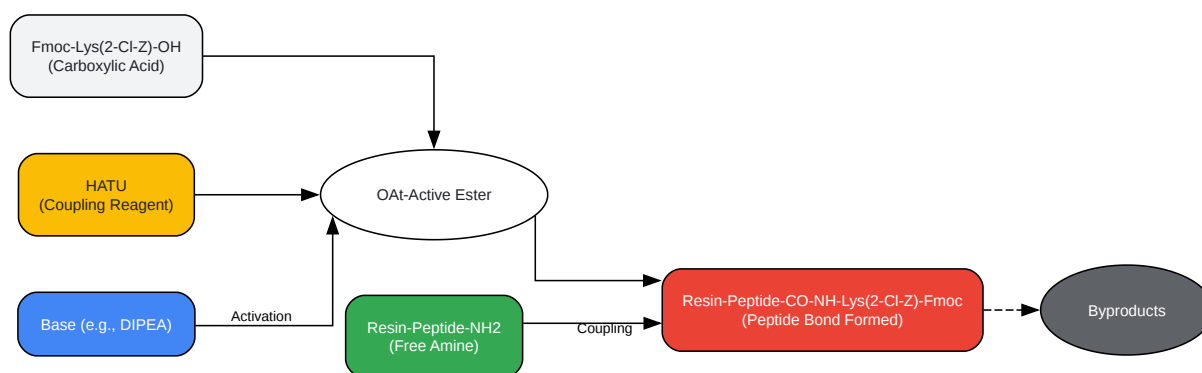 Fmoc-Lys(2-Cl-Z)-OH
(Carboxylic Acid)
HATU
(Coupling Reagent)
OAt-Active Ester
Base (e.g., DIPEA)
Activation
Resin-Peptide-NH2
(Free Amine)
Coupling
Resin-Peptide-CO-NH-Lys(2-Cl-Z)-Fmoc
(Peptide Bond Formed)
Byproducts